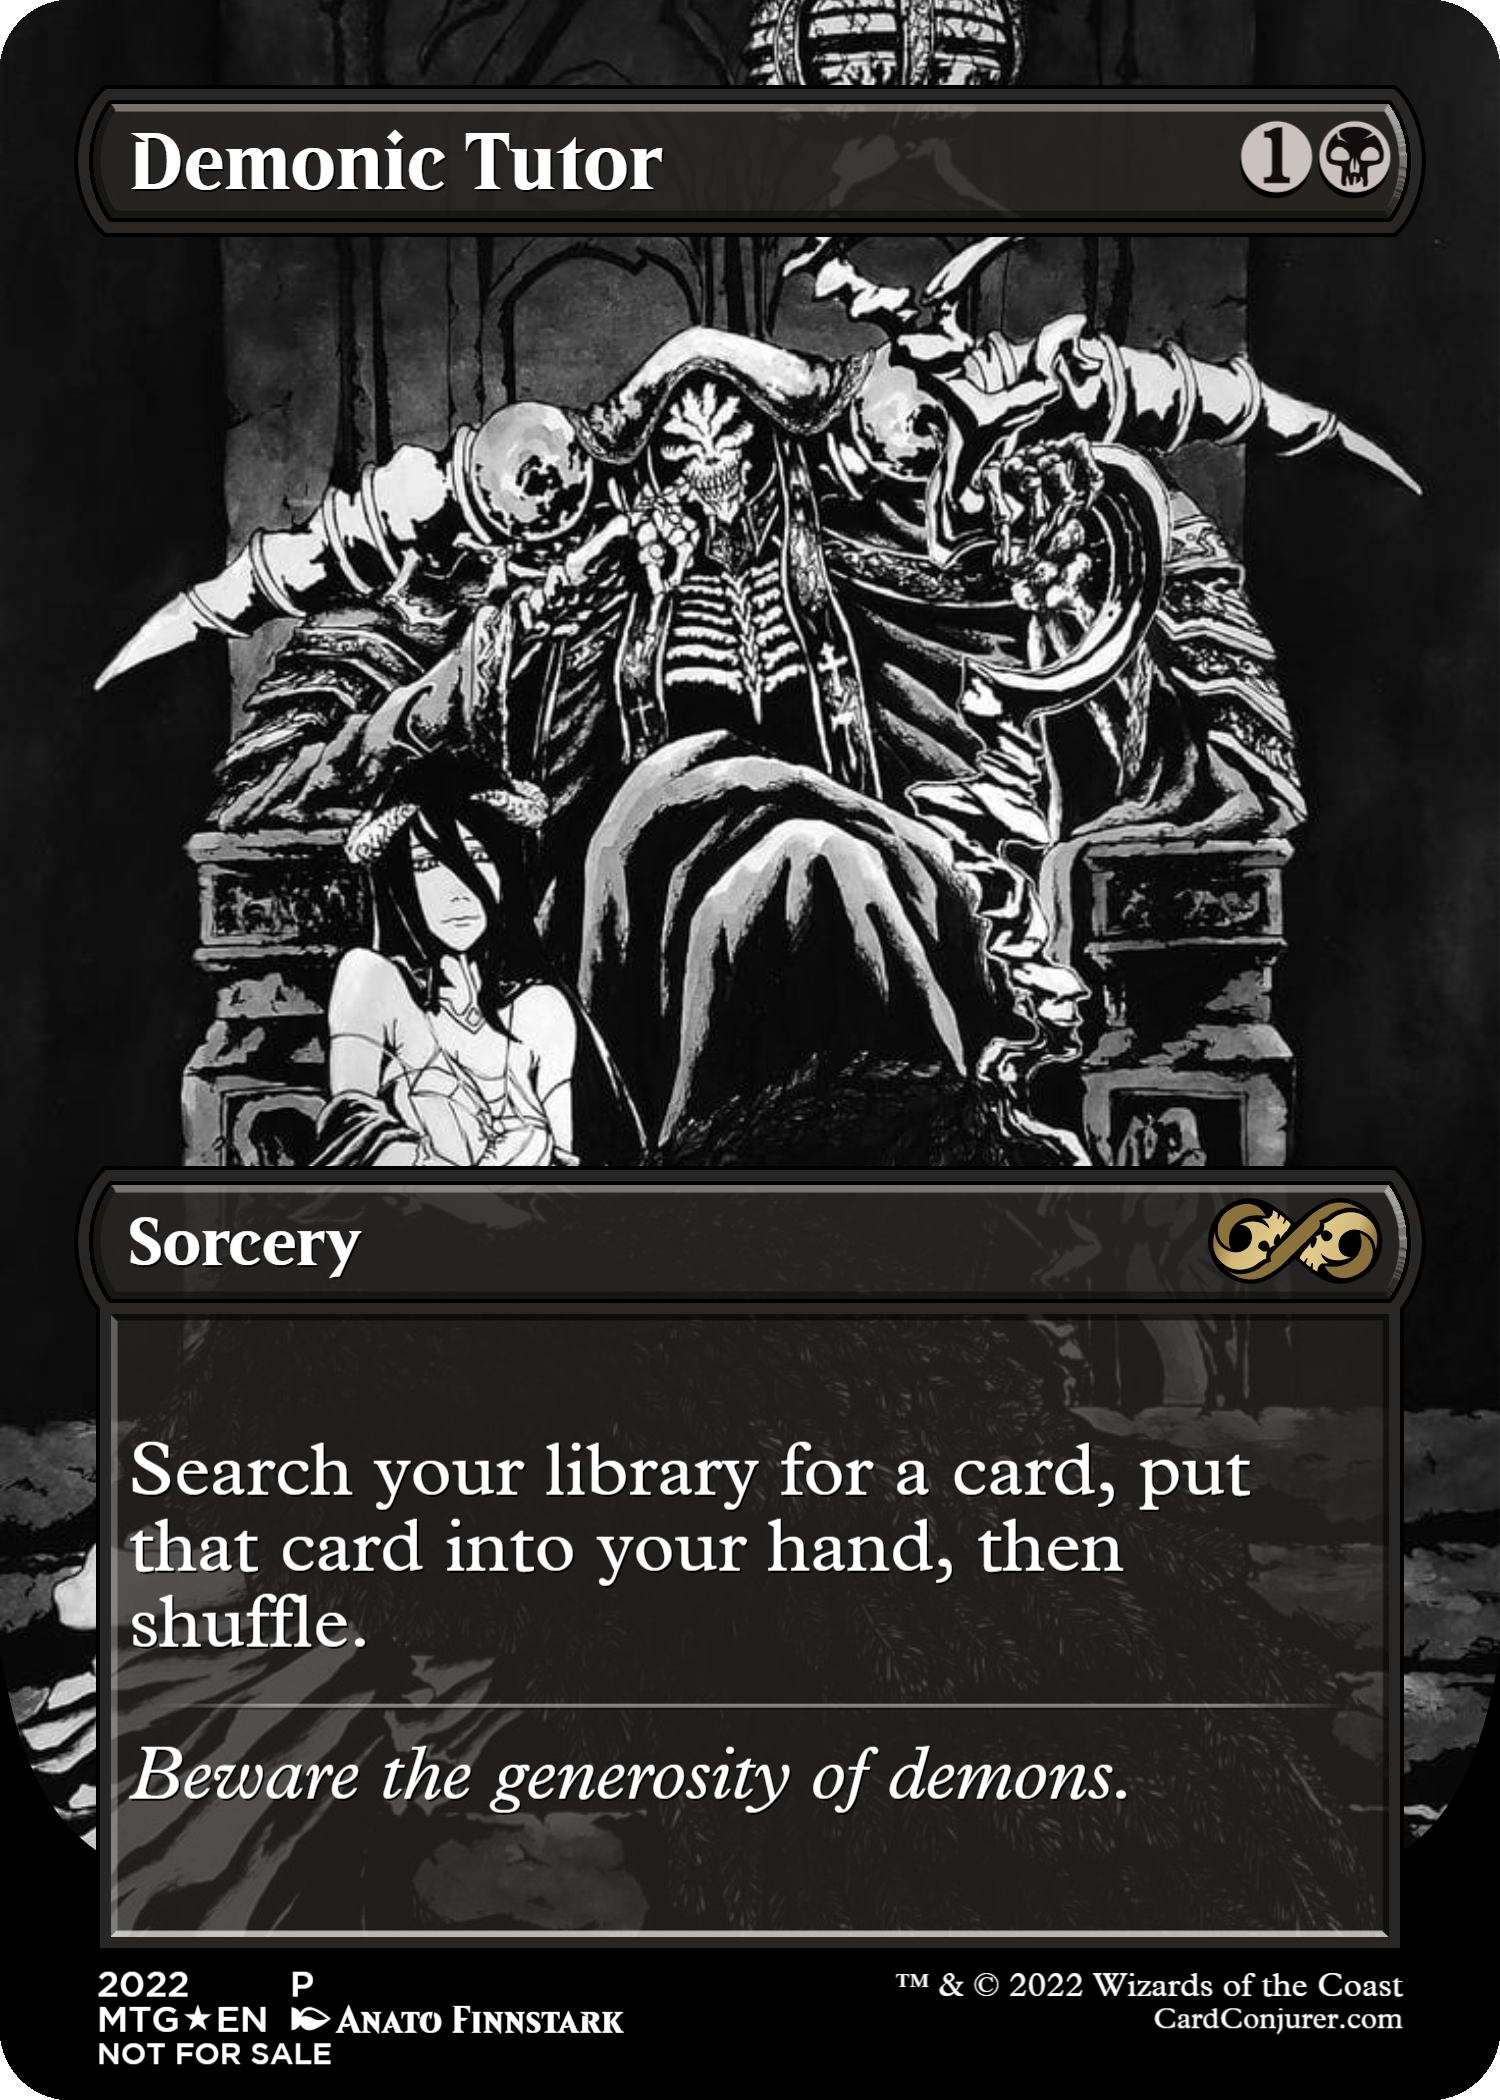 Demonic Tutor 1
Sorcery
Search your library for a card, put
that card into your hand, then
shuffle.
Beware the generosity of demons.
2022 P
MTG★EN Anato Finnstark
NOT FOR SALE
™ & © 2022 Wizards of the Coast
CardConjurer.com